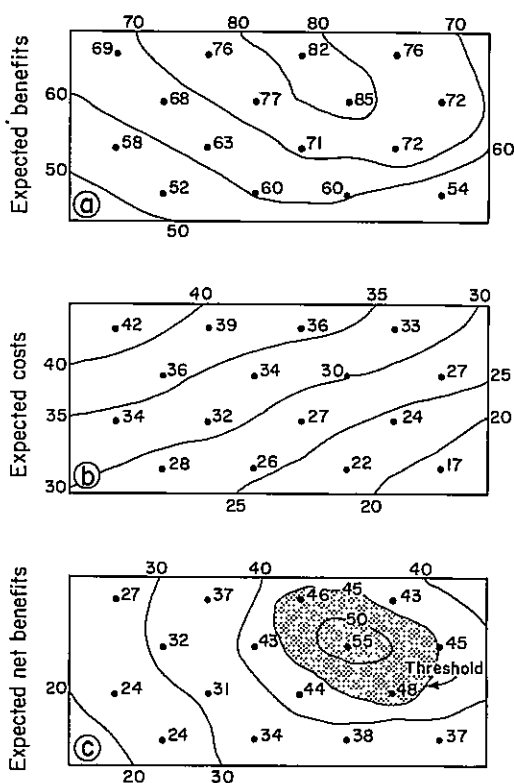 70 80 80 70
69 76 82 76
60 68 77 85 72
58 63 71 72 60
50 52 60 60 54
50
Expected benefits
a
40 35 30
42 39 36 33
40 36 34 30 27 25
35 34 32 27 24 20
28 26 22 17
30 25 20
Expected costs
b
30 40 40
27 37 46 45 43
50
32 43 55 45
Threshold
20 24 31 44 48
24 34 38 37
20 30
Expected net benefits
c